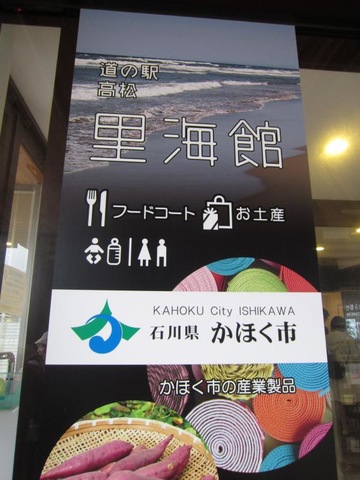 道の駅
高松
里海館
フードコート お土産
KAHOKU City ISHIKAWA
石川県 かほく市
かほく市の産業製品